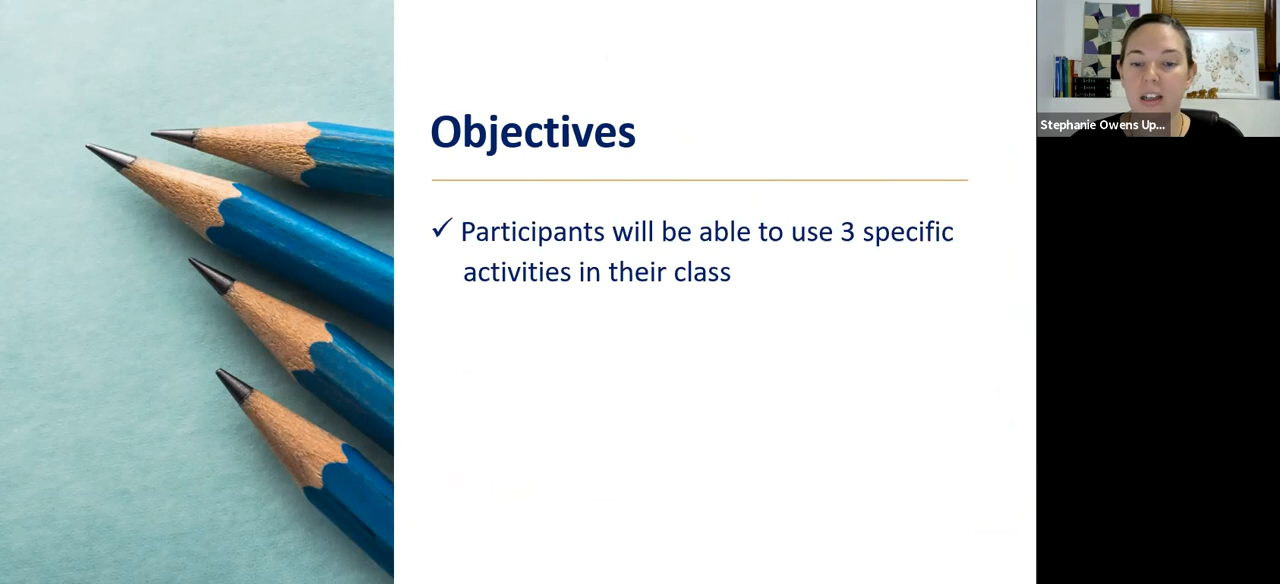 Objectives
✓ Participants will be able to use 3 specific
activities in their class
Stephanie Owens Up...